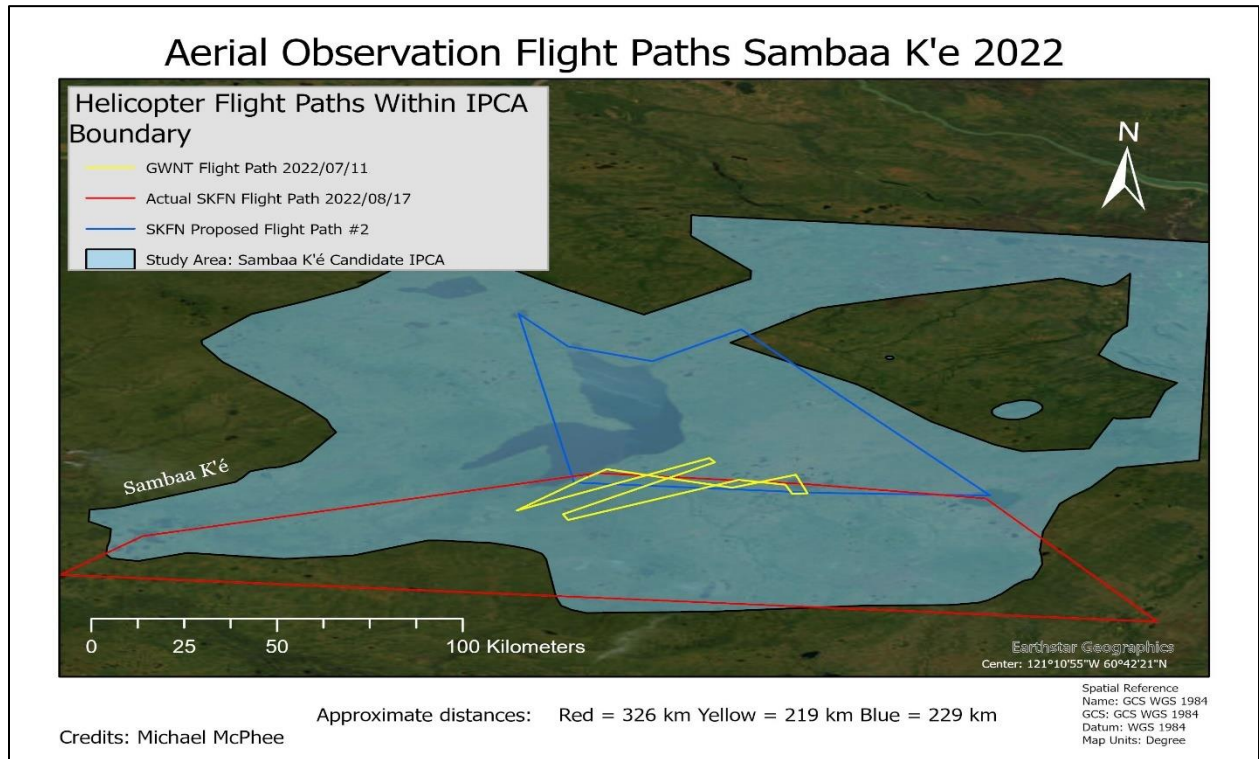 Aerial Observation Flight Paths Sambaa K'e 2022
Helicopter Flight Paths Within IPCA
Boundary
GWNT Flight Path 2022/07/11
Actual SKFN Flight Path 2022/08/17
SKFN Proposed Flight Path #2
Study Area: Sambaa K'é Candidate IPCA
N
Sambaa K'é
0 25 50 100 Kilometers
Earthstar Geographics
Center: 121°10'55"W 60°42'21"N
Approximate distances: Red = 326 km Yellow = 219 km Blue = 229 km
Credits: Michael McPhee
Spatial Reference
Name: GCS WGS 1984
GCS: GCS WGS 1984
Datum: WGS 1984
Map Units: Degree